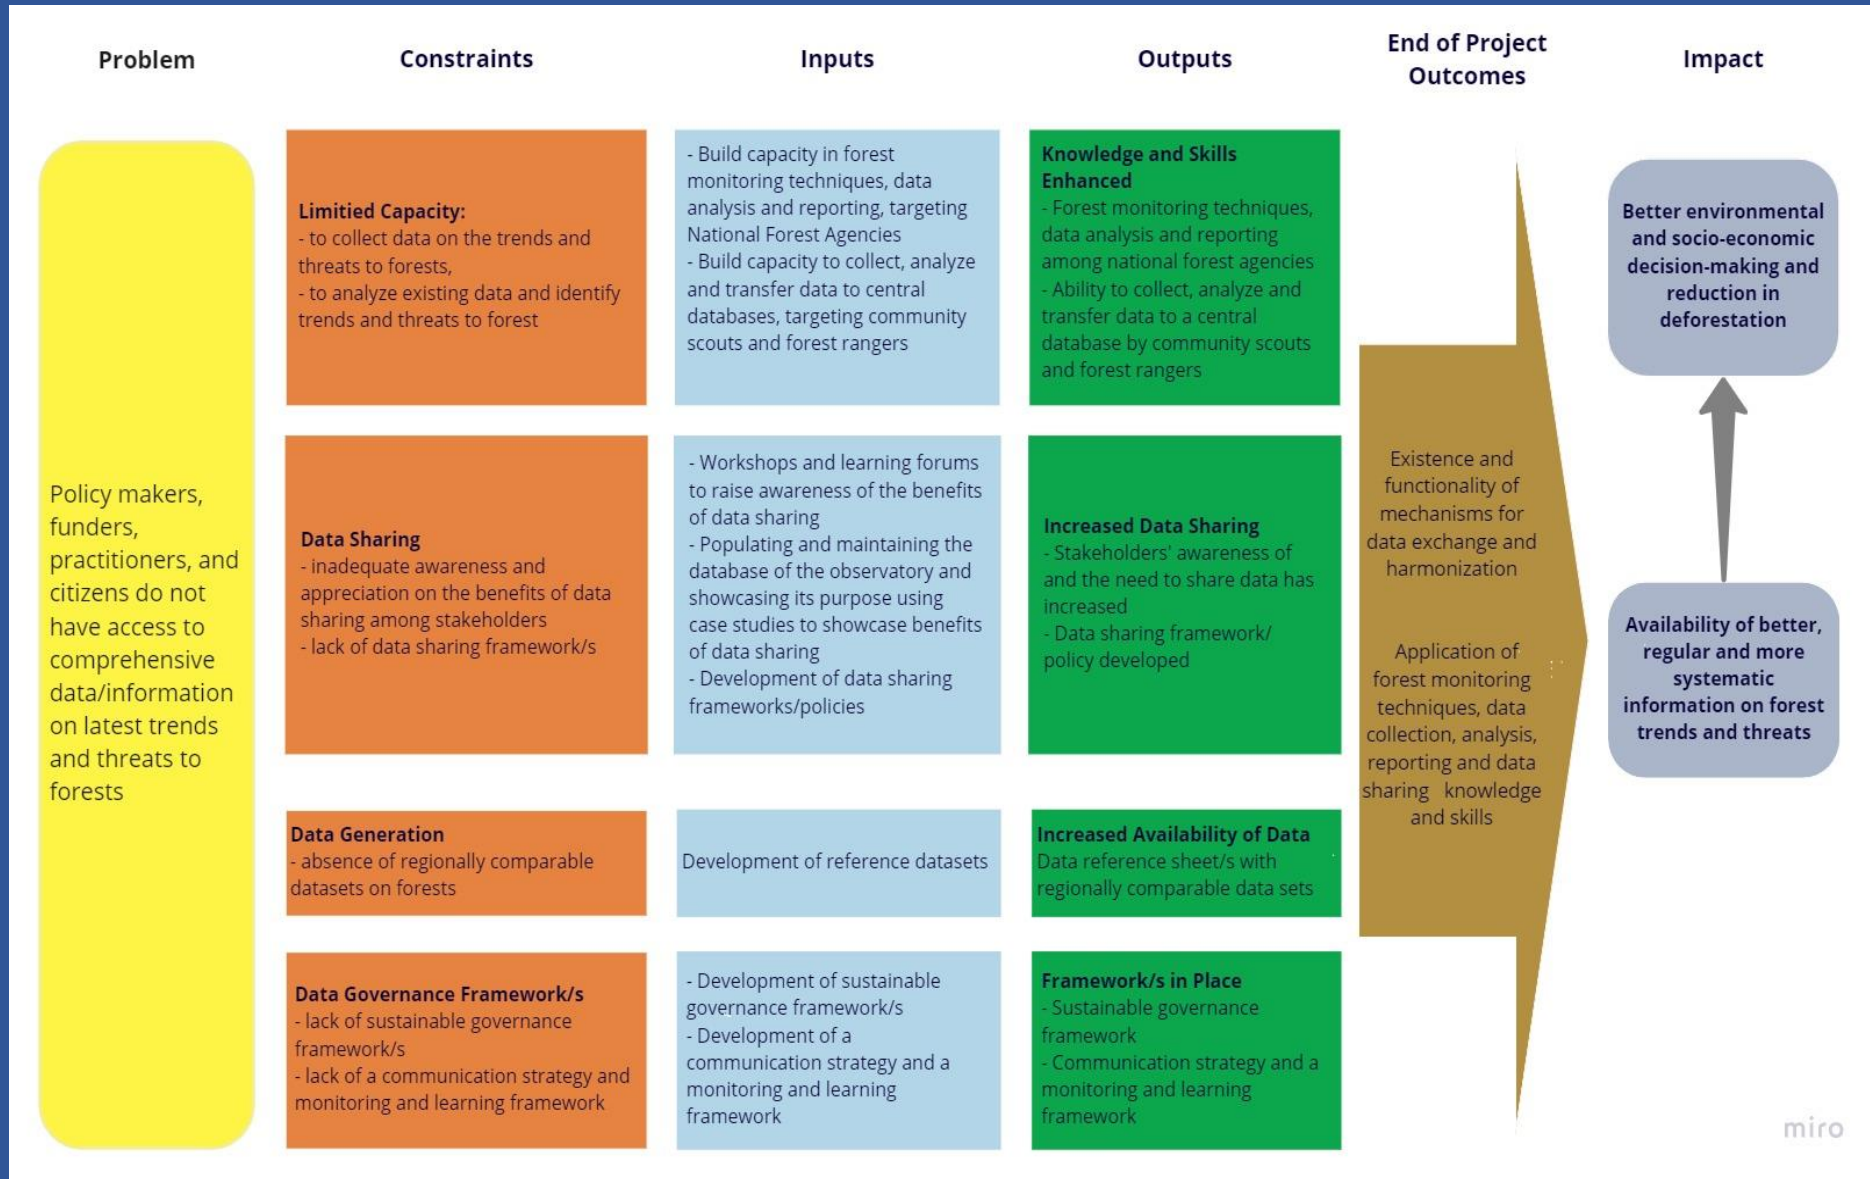 Problem
Constraints
Inputs
Outputs
End of Project
Outcomes
Impact
Policy makers,
funders,
practitioners, and
citizens do not
have access to
comprehensive
data/information
on latest trends
and threats to
forests
Limitied Capacity:
- to collect data on the trends and
threats to forests,
- to analyze existing data and identify
trends and threats to forest
- Build capacity in forest
monitoring techniques, data
analysis and reporting, targeting
National Forest Agencies
- Build capacity to collect, analyze
and transfer data to central
databases, targeting community
scouts and forest rangers
Knowledge and Skills
Enhanced
- Forest monitoring techniques,
data analysis and reporting
among national forest agencies
- Ability to collect, analyze and
transfer data to a central
database by community scouts
and forest rangers
Data Sharing
- inadequate awareness and
appreciation on the benefits of data
sharing among stakeholders
- lack of data sharing framework/s
- Workshops and learning forums
to raise awareness of the benefits
of data sharing
- Populating and maintaining the
database of the observatory and
showcasing its purpose using
case studies to showcase benefits
of data sharing
- Development of data sharing
frameworks/policies
Increased Data Sharing
- Stakeholders' awareness of
and the need to share data has
increased
- Data sharing framework/
policy developed
Data Generation
- absence of regionally comparable
datasets on forests
Development of reference datasets
Increased Availability of Data
Data reference sheet/s with
regionally comparable data sets
Data Governance Framework/s
- lack of sustainable governance
framework/s
- lack of a communication strategy and
monitoring and learning framework
- Development of sustainable
governance framework/s
- Development of a
communication strategy and a
monitoring and learning
framework
Framework/s in Place
- Sustainable governance
framework
- Communication strategy and a
monitoring and learning
framework
Existence and
functionality of
mechanisms for
data exchange and
harmonization
Application of
forest monitoring
techniques, data
collection, analysis,
reporting and data
sharing knowledge
and skills
Better environmental
and socio-economic
decision-making and
reduction in
deforestation
Availability of better,
regular and more
systematic
information on forest
trends and threats
miro